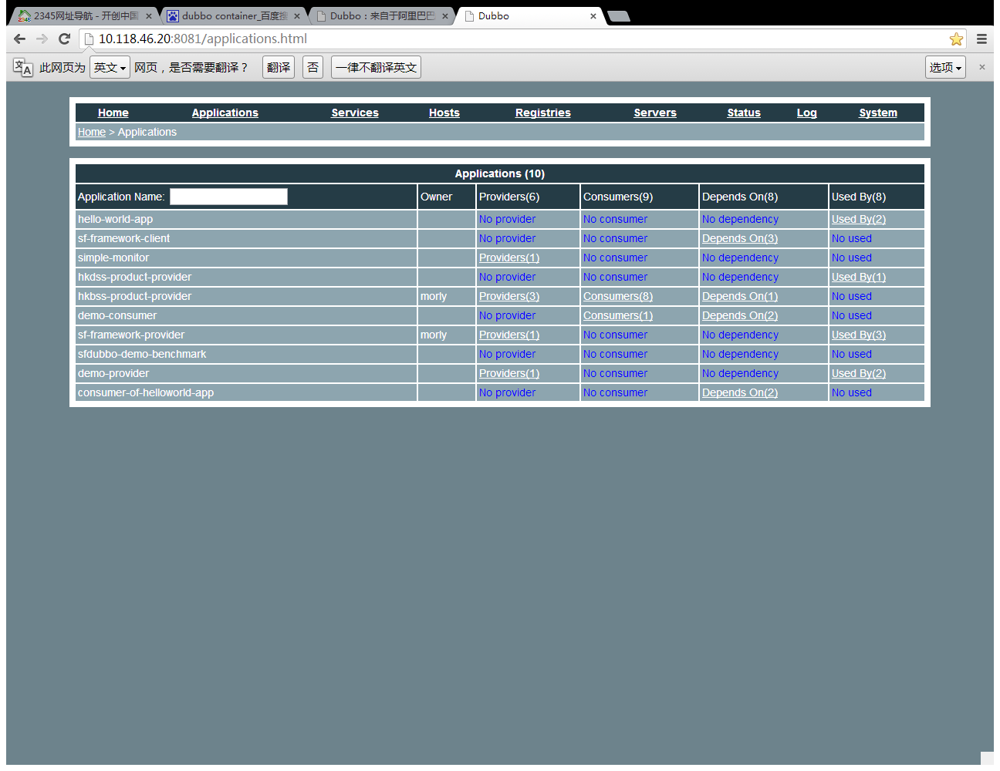 2345网址导航 - 开创中国
dubbo container_百度搜
Dubbo：来自于阿里巴巴
Dubbo
10.118.46.20:8081/applications.html
此网页为 英文 网页，是否需要翻译？ 翻译 否 一律不翻译英文 选项
Home Applications Services Hosts Registries Servers Status Log System
Home > Applications
Applications (10)
Application Name: Owner Providers(6) Consumers(9) Depends On(8) Used By(8)
hello-world-app No provider No consumer No dependency Used By(2)
sf-framework-client No provider No consumer Depends On(3) No used
simple-monitor Providers(1) No consumer No dependency No used
hkdss-product-provider No provider No consumer No dependency Used By(1)
hkbss-product-provider morly Providers(3) Consumers(8) Depends On(1) No used
demo-consumer No provider Consumers(1) Depends On(2) No used
sf-framework-provider morly Providers(1) No consumer No dependency Used By(3)
sfdubbo-demo-benchmark No provider No consumer No dependency No used
demo-provider Providers(1) No consumer No dependency Used By(2)
consumer-of-helloworld-app No provider No consumer Depends On(2) No used